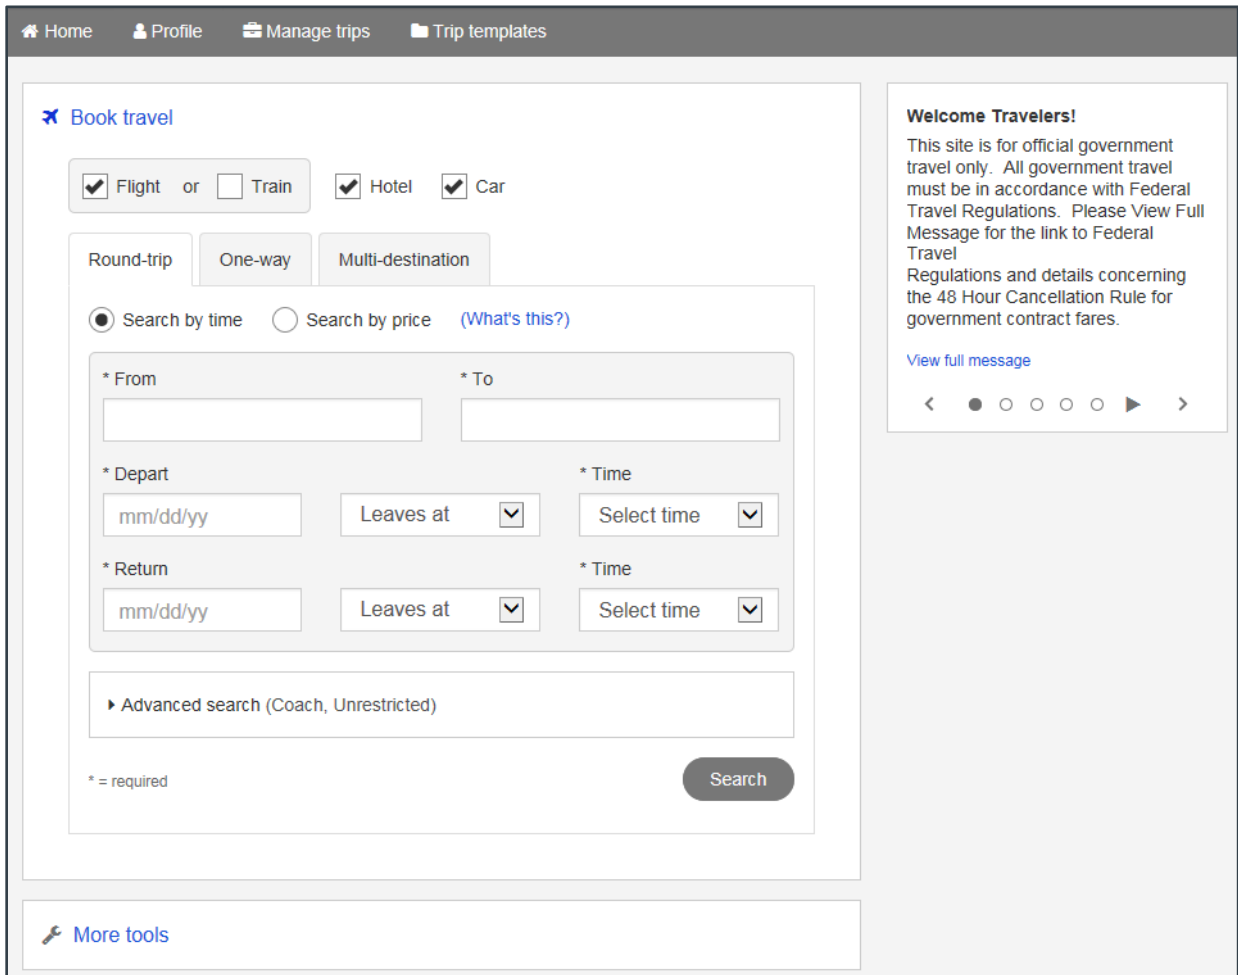 Home Profile Manage trips Trip templates
Book travel
Flight or Train Hotel Car
Round-trip One-way Multi-destination
Search by time Search by price (What's this?)
* From * To
* Depart * Time
mm/dd/yy Leaves at Select time
* Return * Time
mm/dd/yy Leaves at Select time
Advanced search (Coach, Unrestricted)
* = required Search
More tools
Welcome Travelers!
This site is for official government
travel only. All government travel
must be in accordance with Federal
Travel Regulations. Please View Full
Message for the link to Federal
Travel
Regulations and details concerning
the 48 Hour Cancellation Rule for
government contract fares.
View full message